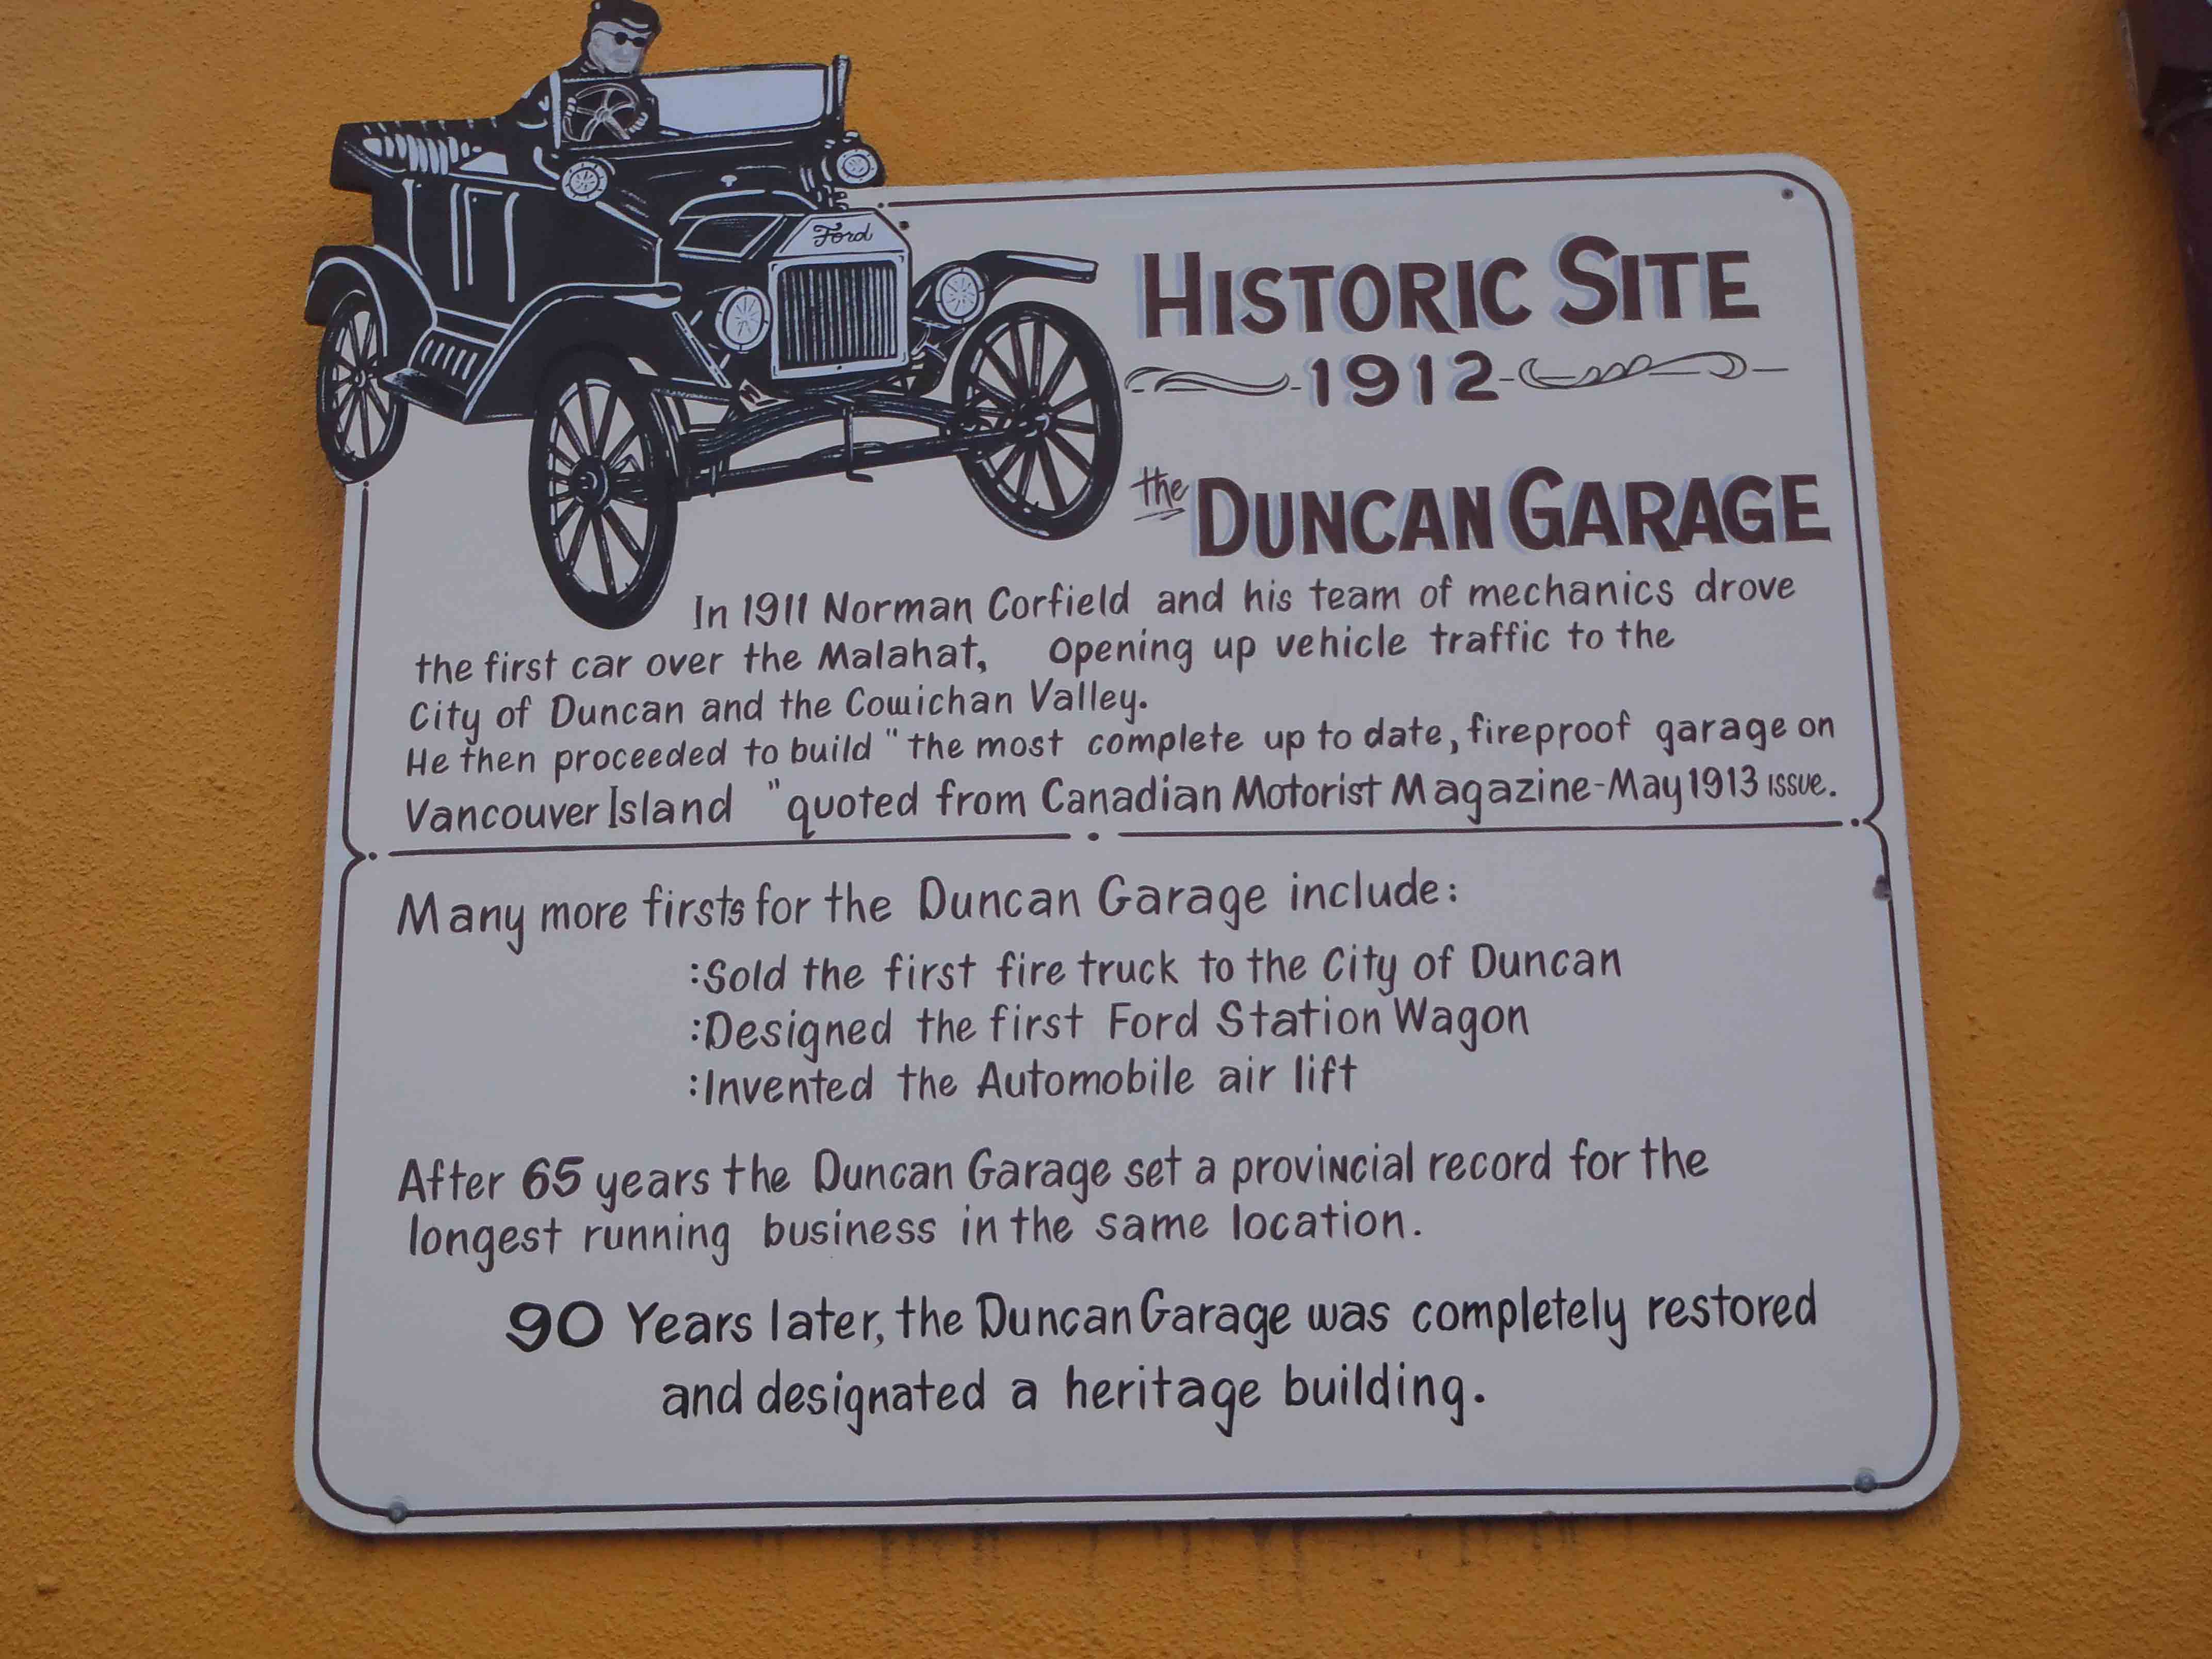 Ford
HISTORIC SITE
1912
the DUNCAN GARAGE
In 1911 Norman Corfield and his team of mechanics drove
the first car over the Malahat, opening up vehicle traffic to the
City of Duncan and the Cowichan Valley.
He then proceeded to build "the most complete up to date, fireproof garage on
Vancouver Island " quoted from Canadian Motorist Magazine-May 1913 issue.
Many more firsts for the Duncan Garage include:
:Sold the first fire truck to the City of Duncan
:Designed the first Ford Station Wagon
:Invented the Automobile air lift
After 65 years the Duncan Garage set a provincial record for the
longest running business in the same location.
90 Years later, the Duncan Garage was completely restored
and designated a heritage building.